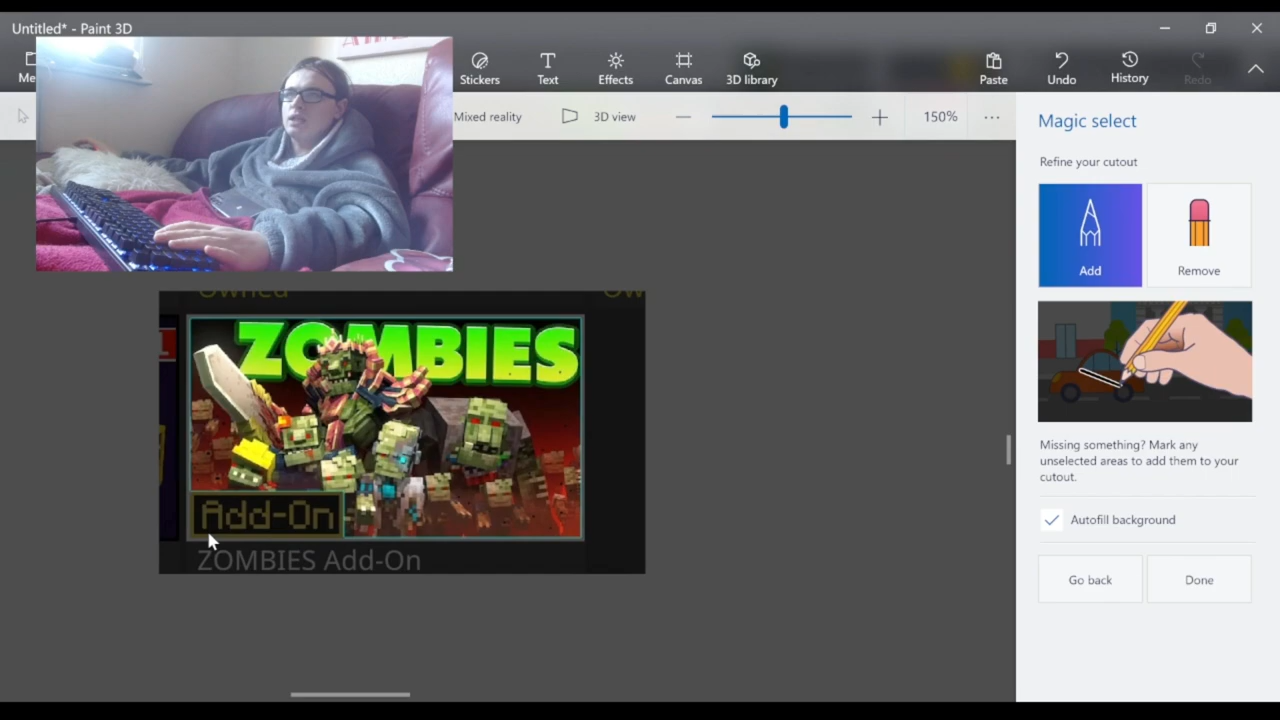 Untitled* - Paint 3D
Stickers
Text
Effects
Canvas
3D library
Paste
Undo
History
Redo
Mixed reality
3D view
150%
Magic select
Refine your cutout
Add
Remove
Missing something? Mark any
unselected areas to add them to your
cutout.
Autofill background
Go back
Done
Owned
ZOMBIES
Add-On
ZOMBIES Add-On